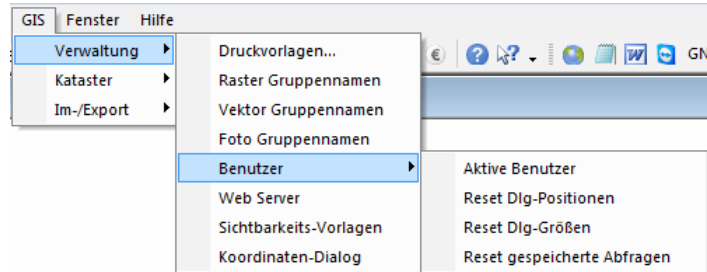 GIS Fenster Hilfe
Verwaltung Druckvorlagen... € ? ? W GN
Kataster Raster Gruppennamen
Im-/Export Vektor Gruppennamen
Foto Gruppennamen
Benutzer Aktive Benutzer
Web Server Reset Dlg-Positionen
Sichtbarkeits-Vorlagen Reset Dlg-Größen
Koordinaten-Dialog Reset gespeicherte Abfragen